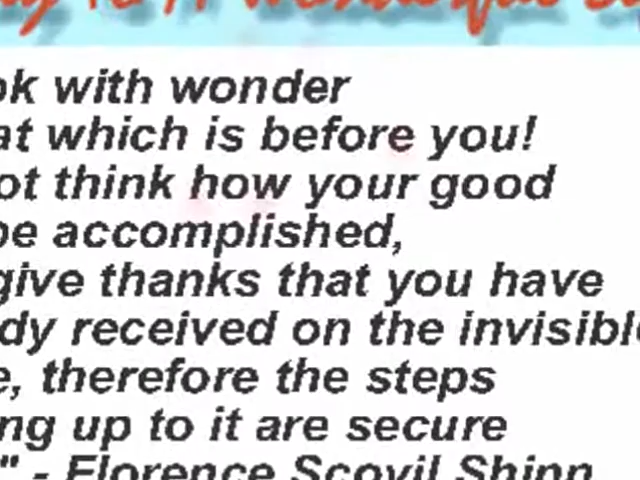 ok with wonder
at which is before you!
ot think how your good
be accomplished,
give thanks that you have
dy received on the invisible
e, therefore the steps
ng up to it are secure
" - Florence Scovil Shinn